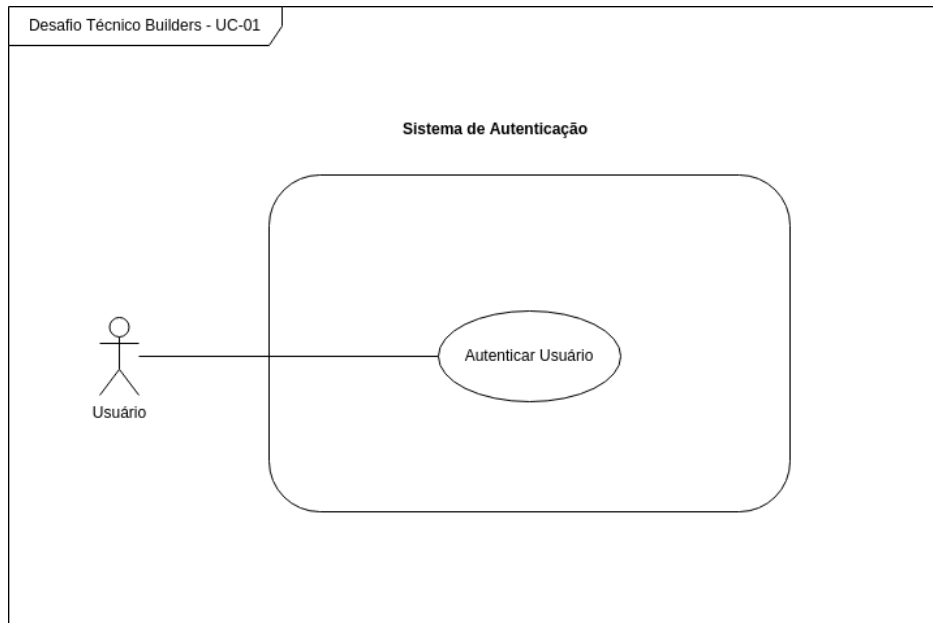 Desafio Técnico Builders - UC-01
Sistema de Autenticação
Autenticar Usuário
Usuário